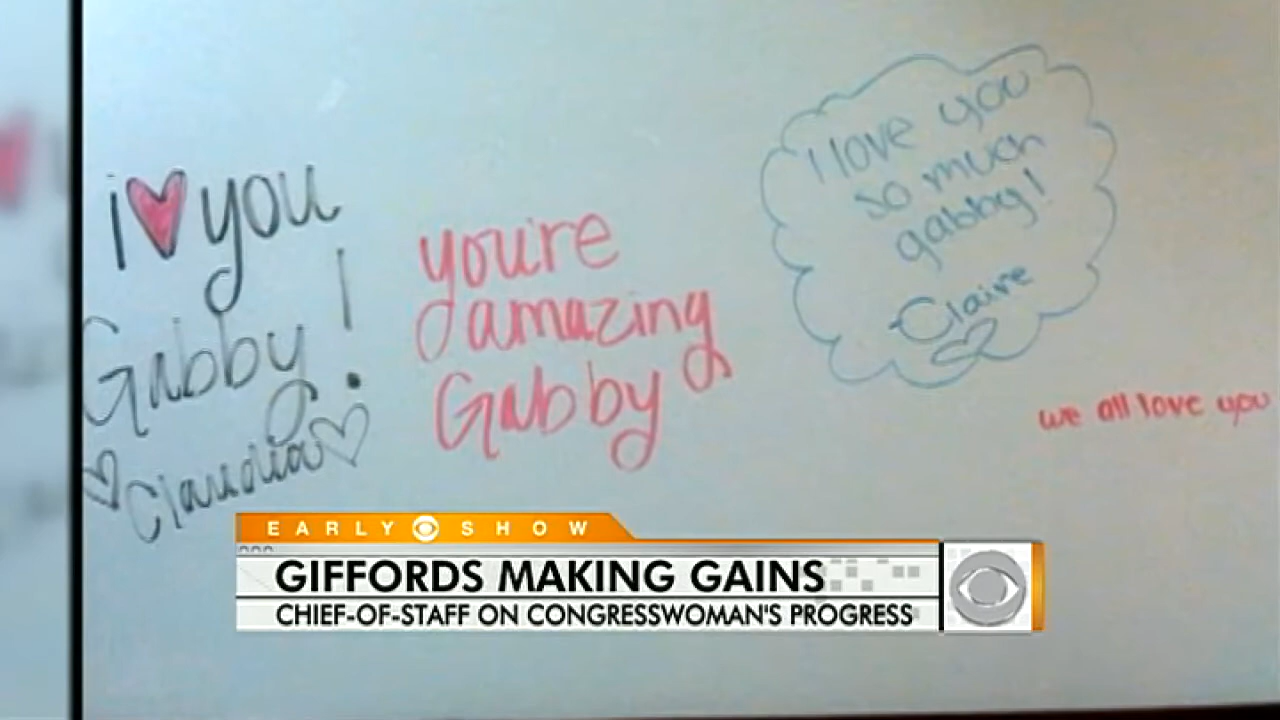 i ♥ you
Gabby!
♡ Claudia ♡
you're
amazing
Gabby
I love you
so much
gabby!
-Claire
♡
we all love you
EARLY SHOW
GIFFORDS MAKING GAINS
CHIEF-OF-STAFF ON CONGRESSWOMAN'S PROGRESS